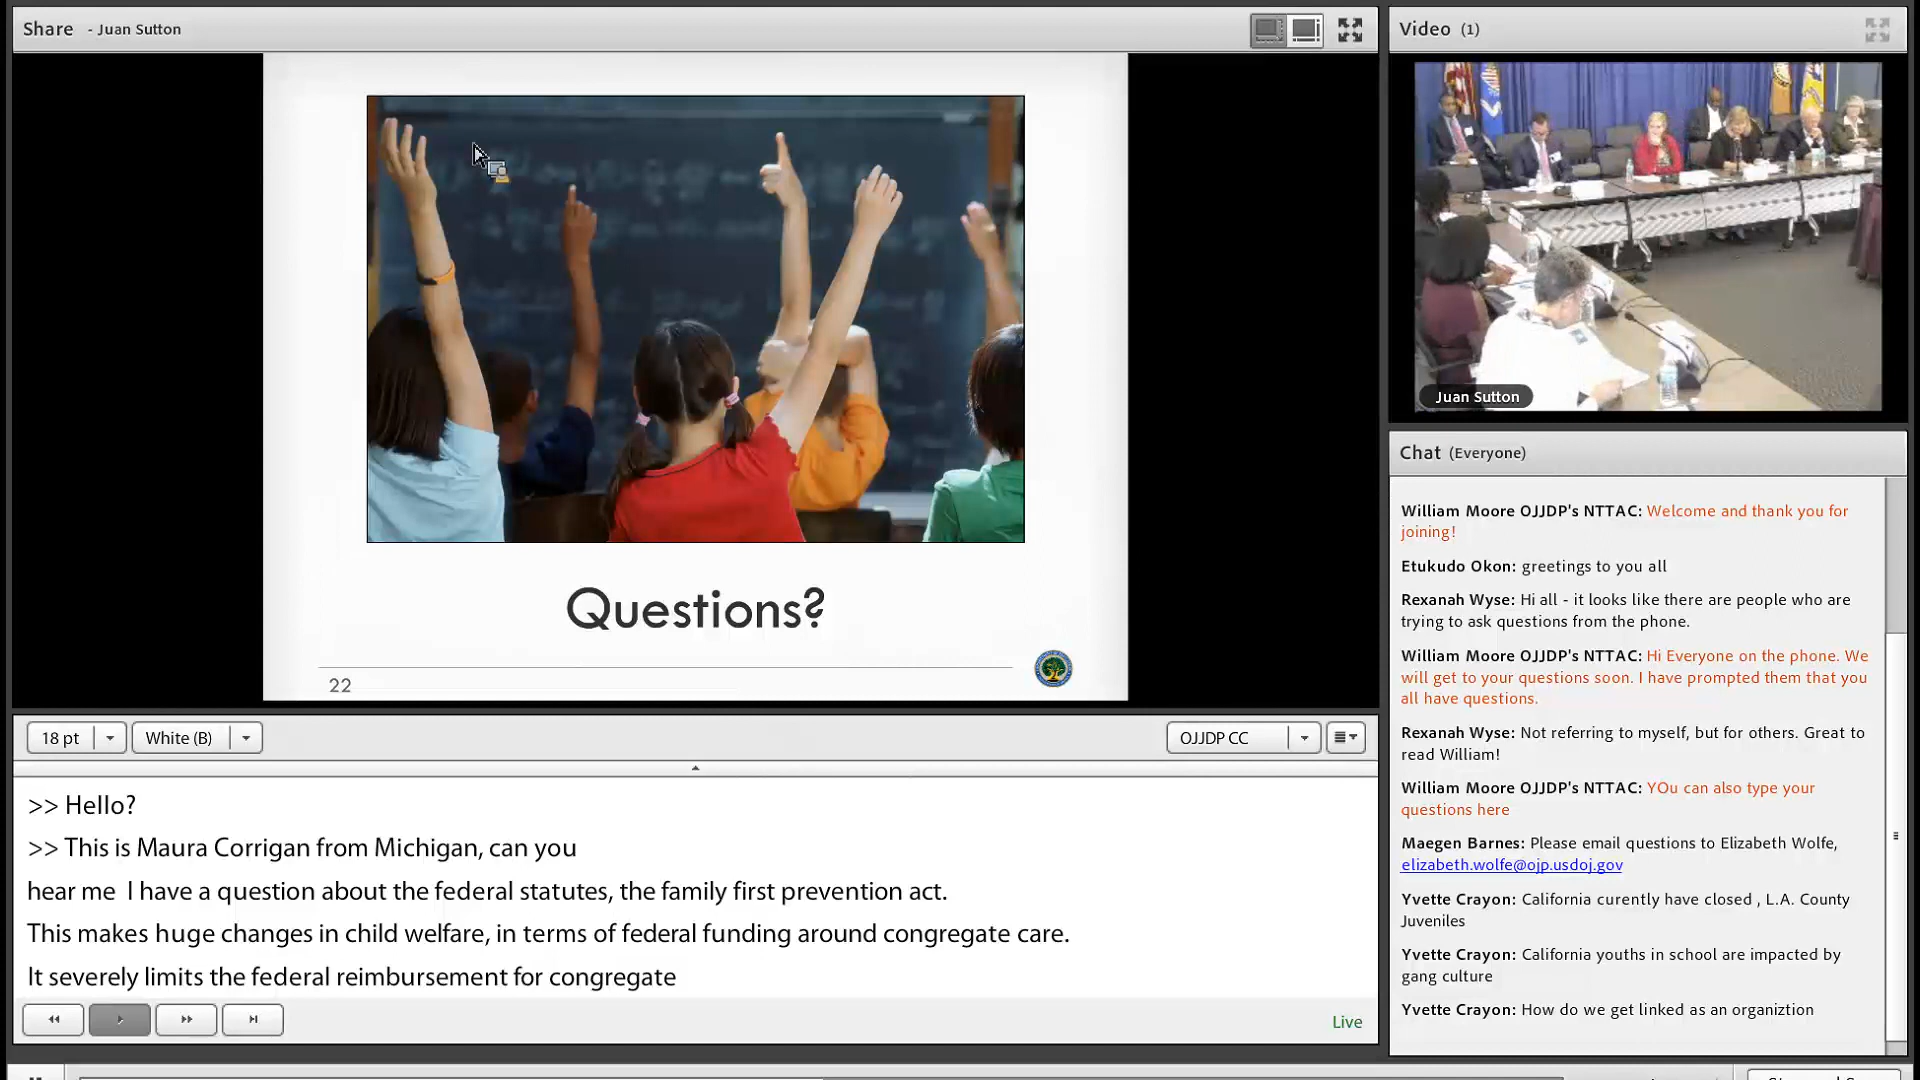 Share - Juan Sutton
Questions?
22
18 pt
White (B)
OJJDP CC
>> Hello?
>> This is Maura Corrigan from Michigan, can you
hear me  I have a question about the federal statutes, the family first prevention act.
This makes huge changes in child welfare, in terms of federal funding around congregate care.
It severely limits the federal reimbursement for congregate
Live
Video (1)
Juan Sutton
Chat (Everyone)
William Moore OJJDP's NTTAC: Welcome and thank you for
joining!
Etukudo Okon: greetings to you all
Rexanah Wyse: Hi all - it looks like there are people who are
trying to ask questions from the phone.
William Moore OJJDP's NTTAC: Hi Everyone on the phone. We
will get to your questions soon. I have prompted them that you
all have questions.
Rexanah Wyse: Not referring to myself, but for others. Great to
read William!
William Moore OJJDP's NTTAC: YOu can also type your
questions here
Maegen Barnes: Please email questions to Elizabeth Wolfe,
elizabeth.wolfe@ojp.usdoj.gov
Yvette Crayon: California curently have closed , L.A. County
Juveniles
Yvette Crayon: California youths in school are impacted by
gang culture
Yvette Crayon: How do we get linked as an organiztion